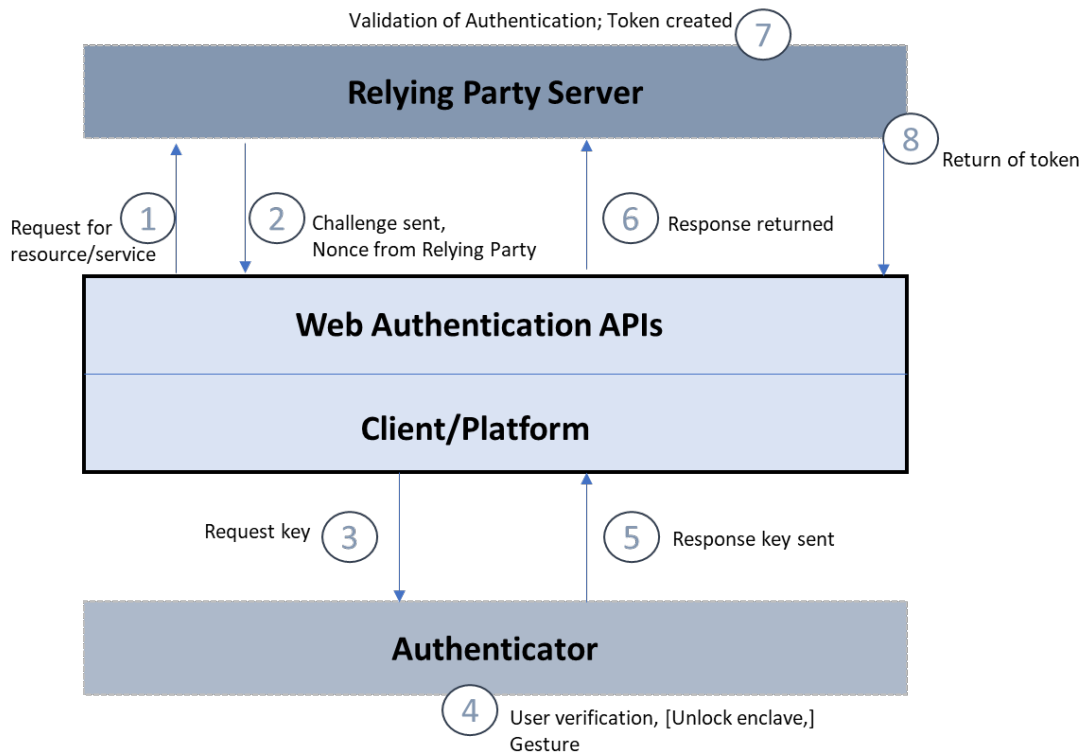 Validation of Authentication; Token created
7
Relying Party Server
8
Return of token
1
Request for
resource/service
2
Challenge sent,
Nonce from Relying Party
6
Response returned
Web Authentication APIs
Client/Platform
Request key
3
5
Response key sent
Authenticator
4
User verification, [Unlock enclave,]
Gesture